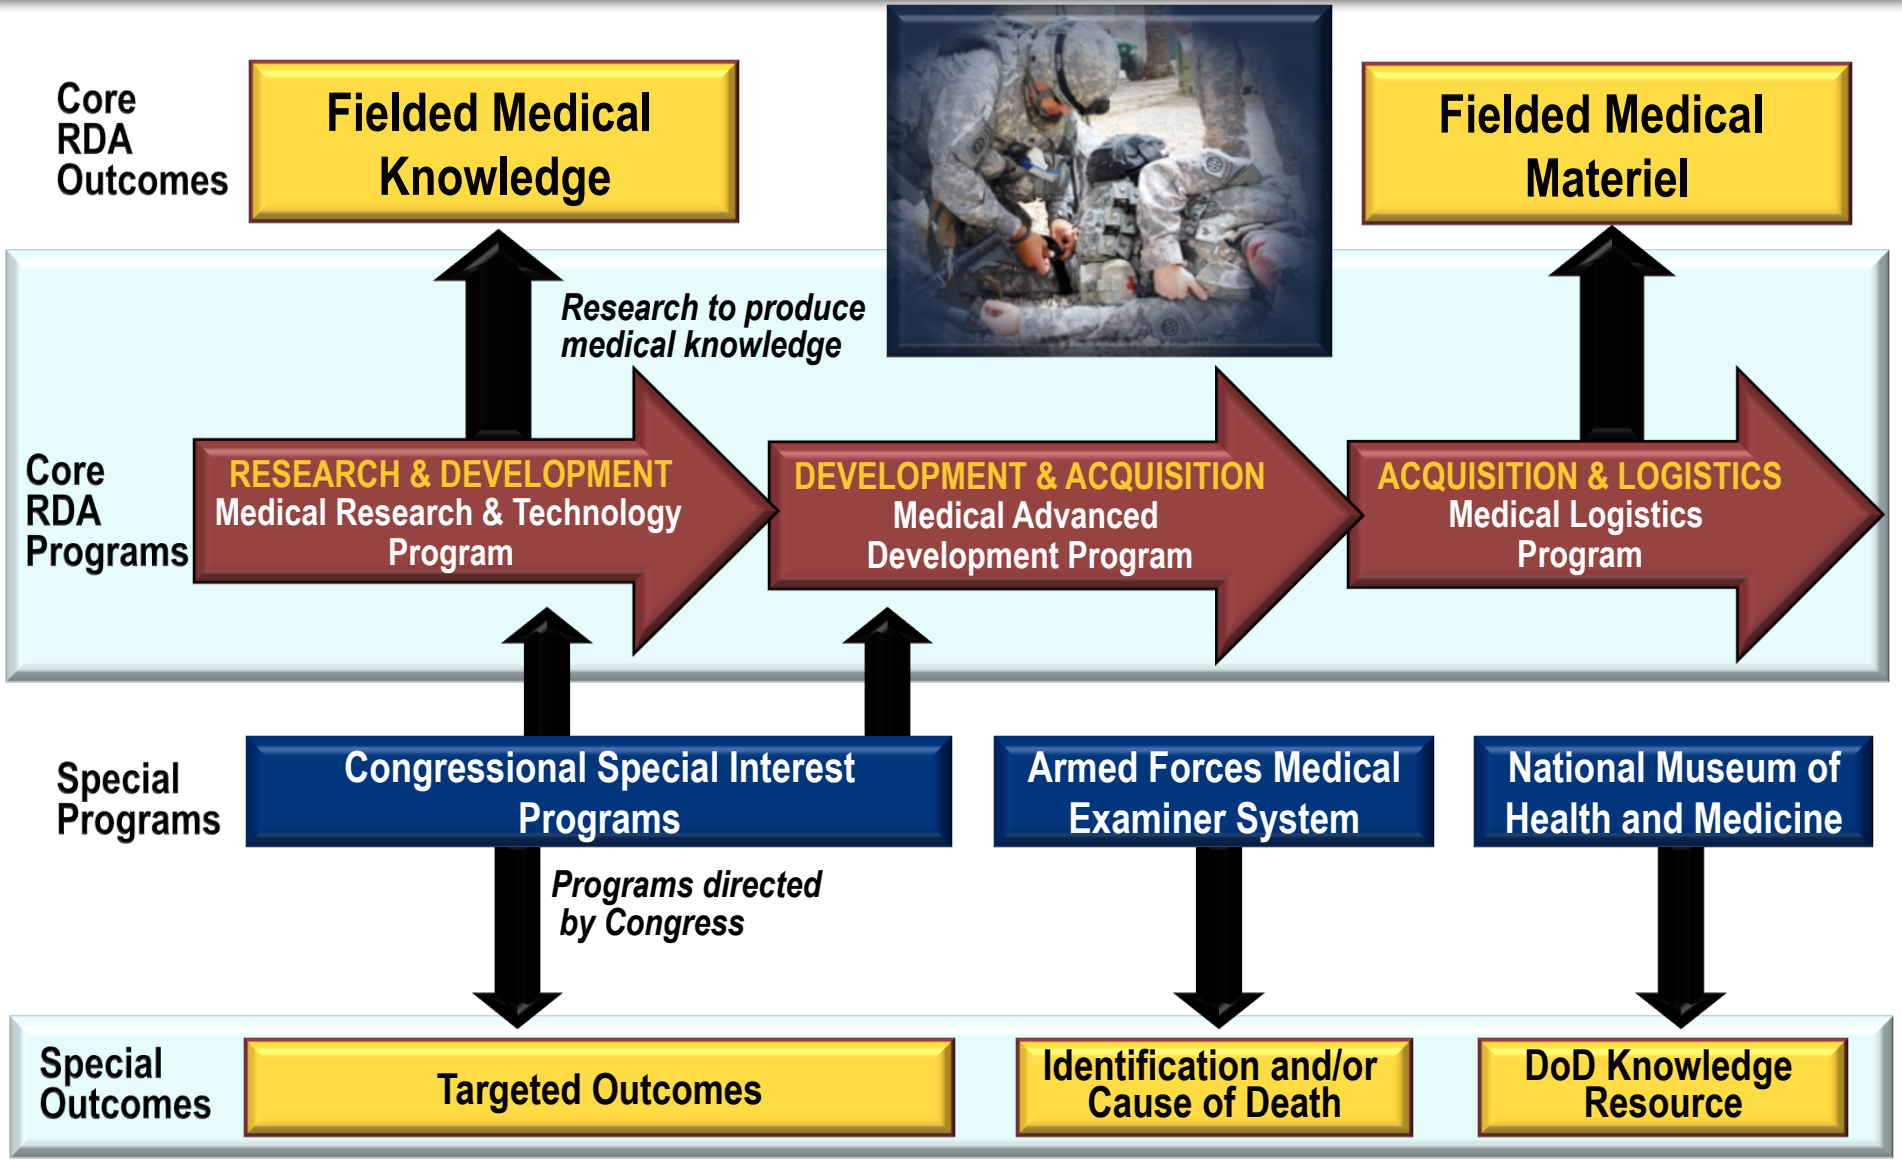 Core
RDA
Outcomes
Fielded Medical
Knowledge
Fielded Medical
Materiel
Research to produce
medical knowledge
Core
RDA
Programs
RESEARCH & DEVELOPMENT
Medical Research & Technology
Program
DEVELOPMENT & ACQUISITION
Medical Advanced
Development Program
ACQUISITION & LOGISTICS
Medical Logistics
Program
Special
Programs
Congressional Special Interest
Programs
Armed Forces Medical
Examiner System
National Museum of
Health and Medicine
Programs directed
by Congress
Special
Outcomes
Targeted Outcomes
Identification and/or
Cause of Death
DoD Knowledge
Resource